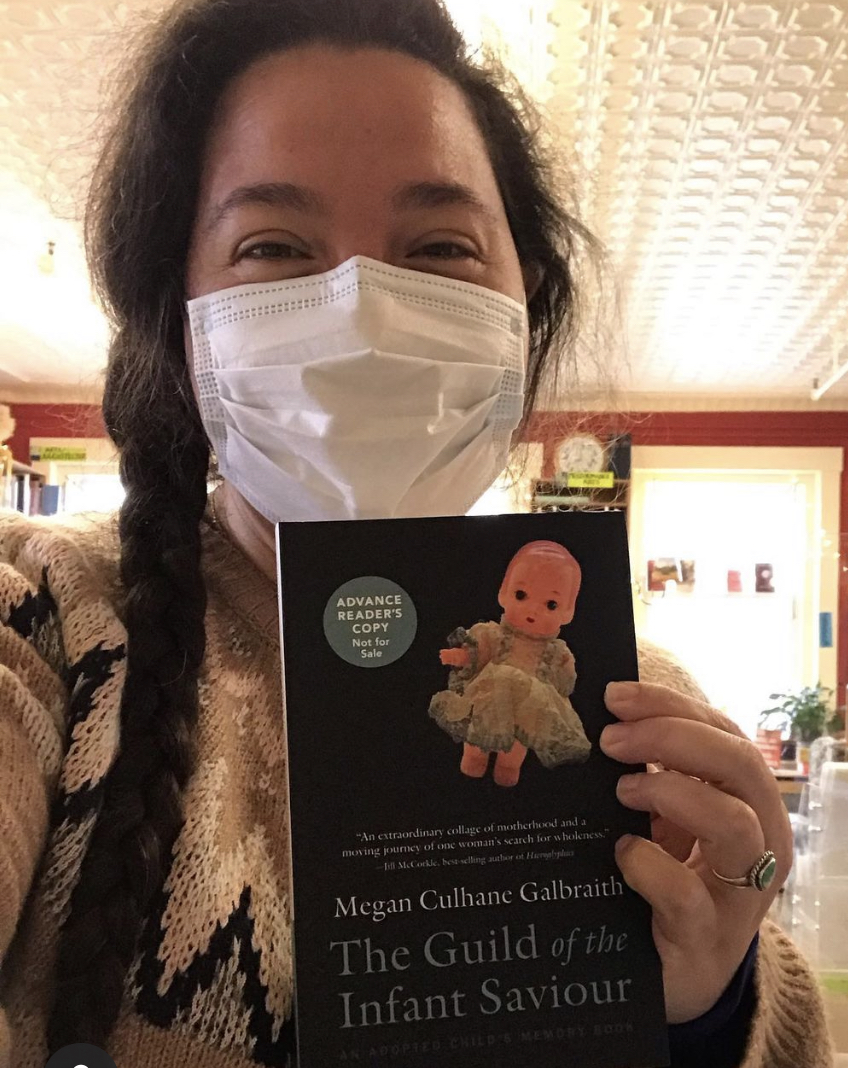 ADVANCE
READER'S
COPY
Not for
Sale
"An extraordinary collage of motherhood and a
moving journey of one woman's search for wholeness."
—Jill McCorkle, best-selling author of Hieroglyphics
Megan Culhane Galbraith
The Guild of the
Infant Saviour
AN ADOPTED CHILD'S MEMORY BOOK